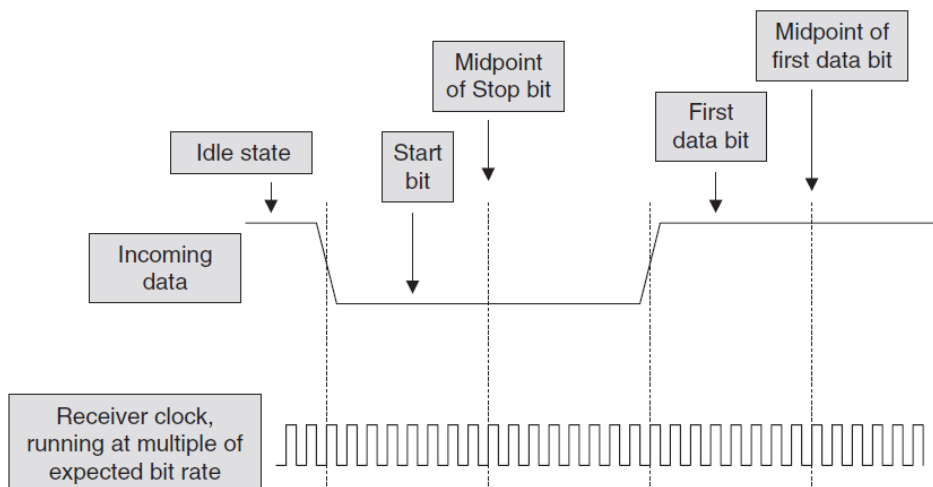 Midpoint of
first data bit
Midpoint
of Stop bit
First
data bit
Idle state
Start
bit
Incoming
data
Receiver clock,
running at multiple of
expected bit rate